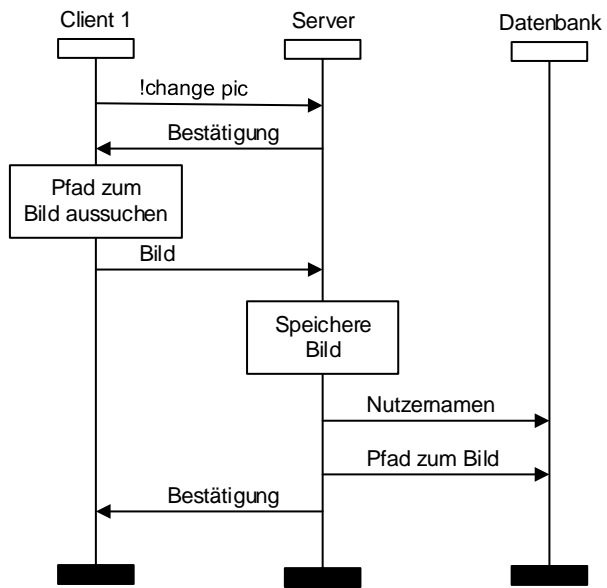 Client 1
Server
Datenbank
!change pic
Bestätigung
Pfad zum
Bild aussuchen
Bild
Speichere
Bild
Nutzernamen
Pfad zum Bild
Bestätigung